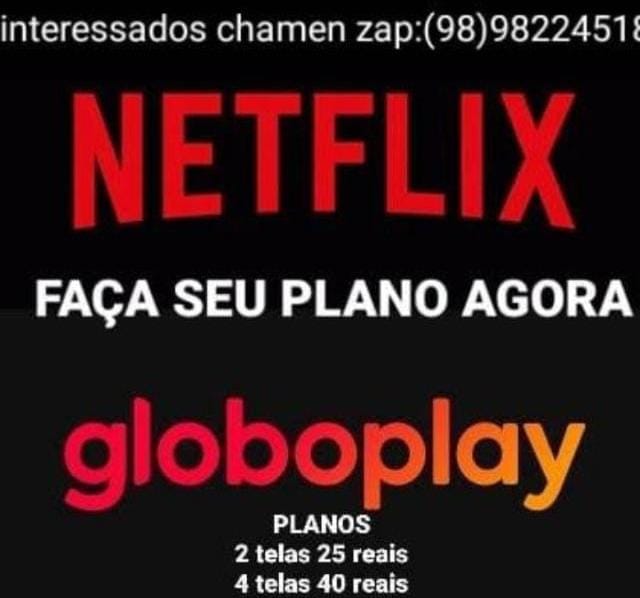 interessados chamen zap:(98)98224518
NETFLIX
FAÇA SEU PLANO AGORA
globoplay
PLANOS
2 telas 25 reais
4 telas 40 reais